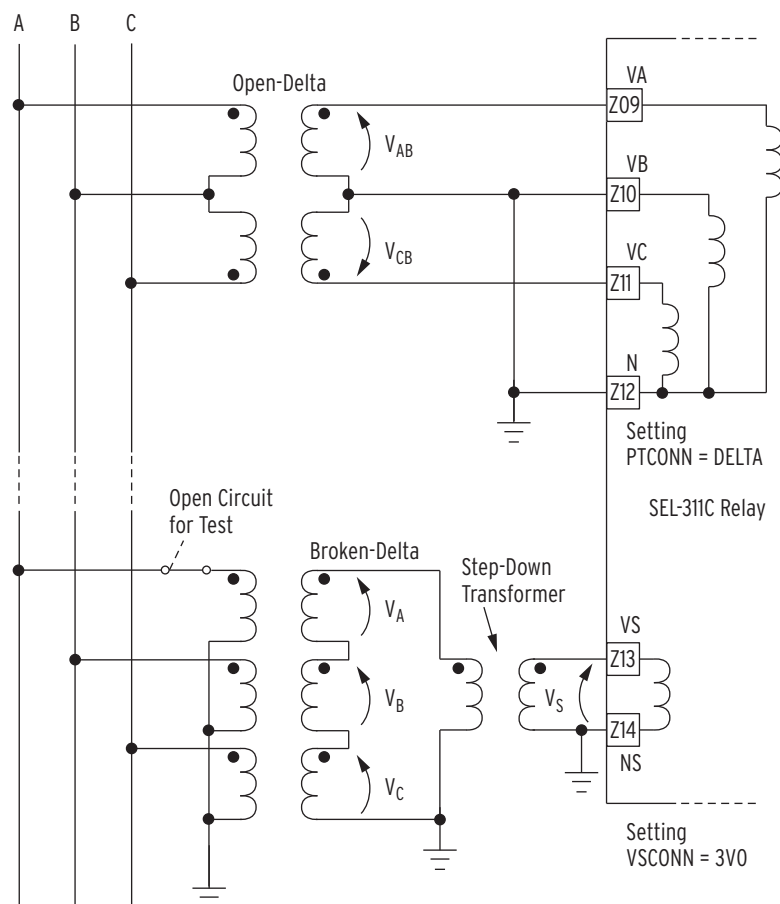 A
B
C
Open-Delta
VA
Z09
VAB
VB
Z10
VCB
VC
Z11
N
Z12
Setting
PTCONN = DELTA
SEL-311C Relay
Open Circuit
for Test
Broken-Delta
Step-Down
Transformer
VA
VS
Z13
VB
VS
Z14
NS
VC
Setting
VSCONN = 3V0